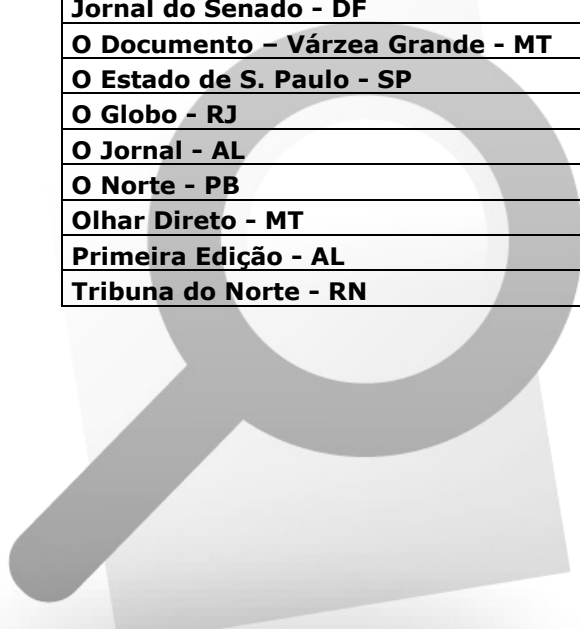 Jornal do Senado - DF
O Documento – Várzea Grande - MT
O Estado de S. Paulo - SP
O Globo - RJ
O Jornal - AL
O Norte - PB
Olhar Direto - MT
Primeira Edição - AL
Tribuna do Norte - RN